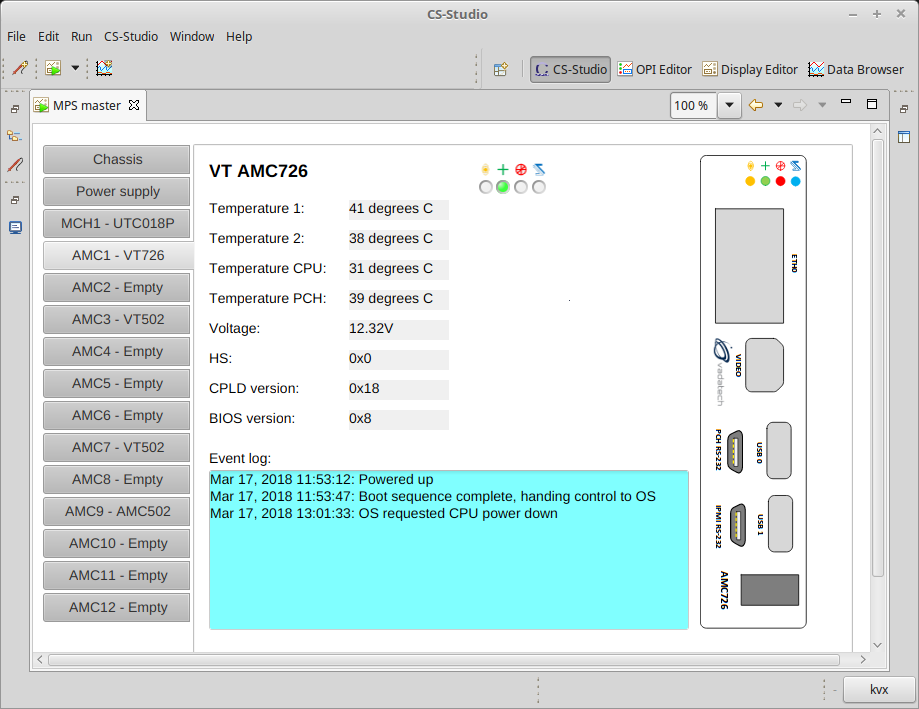 CS-Studio
File Edit Run CS-Studio Window Help
CS-Studio OPI Editor Display Editor Data Browser
MPS master
100 %
Chassis
Power supply
MCH1 - UTC018P
AMC1 - VT726
AMC2 - Empty
AMC3 - VT502
AMC4 - Empty
AMC5 - Empty
AMC6 - Empty
AMC7 - VT502
AMC8 - Empty
AMC9 - AMC502
AMC10 - Empty
AMC11 - Empty
AMC12 - Empty
VT AMC726
Temperature 1: 41 degrees C
Temperature 2: 38 degrees C
Temperature CPU: 31 degrees C
Temperature PCH: 39 degrees C
Voltage: 12.32V
HS: 0x0
CPLD version: 0x18
BIOS version: 0x8
Event log:
Mar 17, 2018 11:53:12: Powered up
Mar 17, 2018 11:53:47: Boot sequence complete, handing control to OS
Mar 17, 2018 13:01:33: OS requested CPU power down
ETH0
VIDEO
vadatech
PCH RS-232
USB 0
IPMI RS-232
USB 1
AMC726
kvx